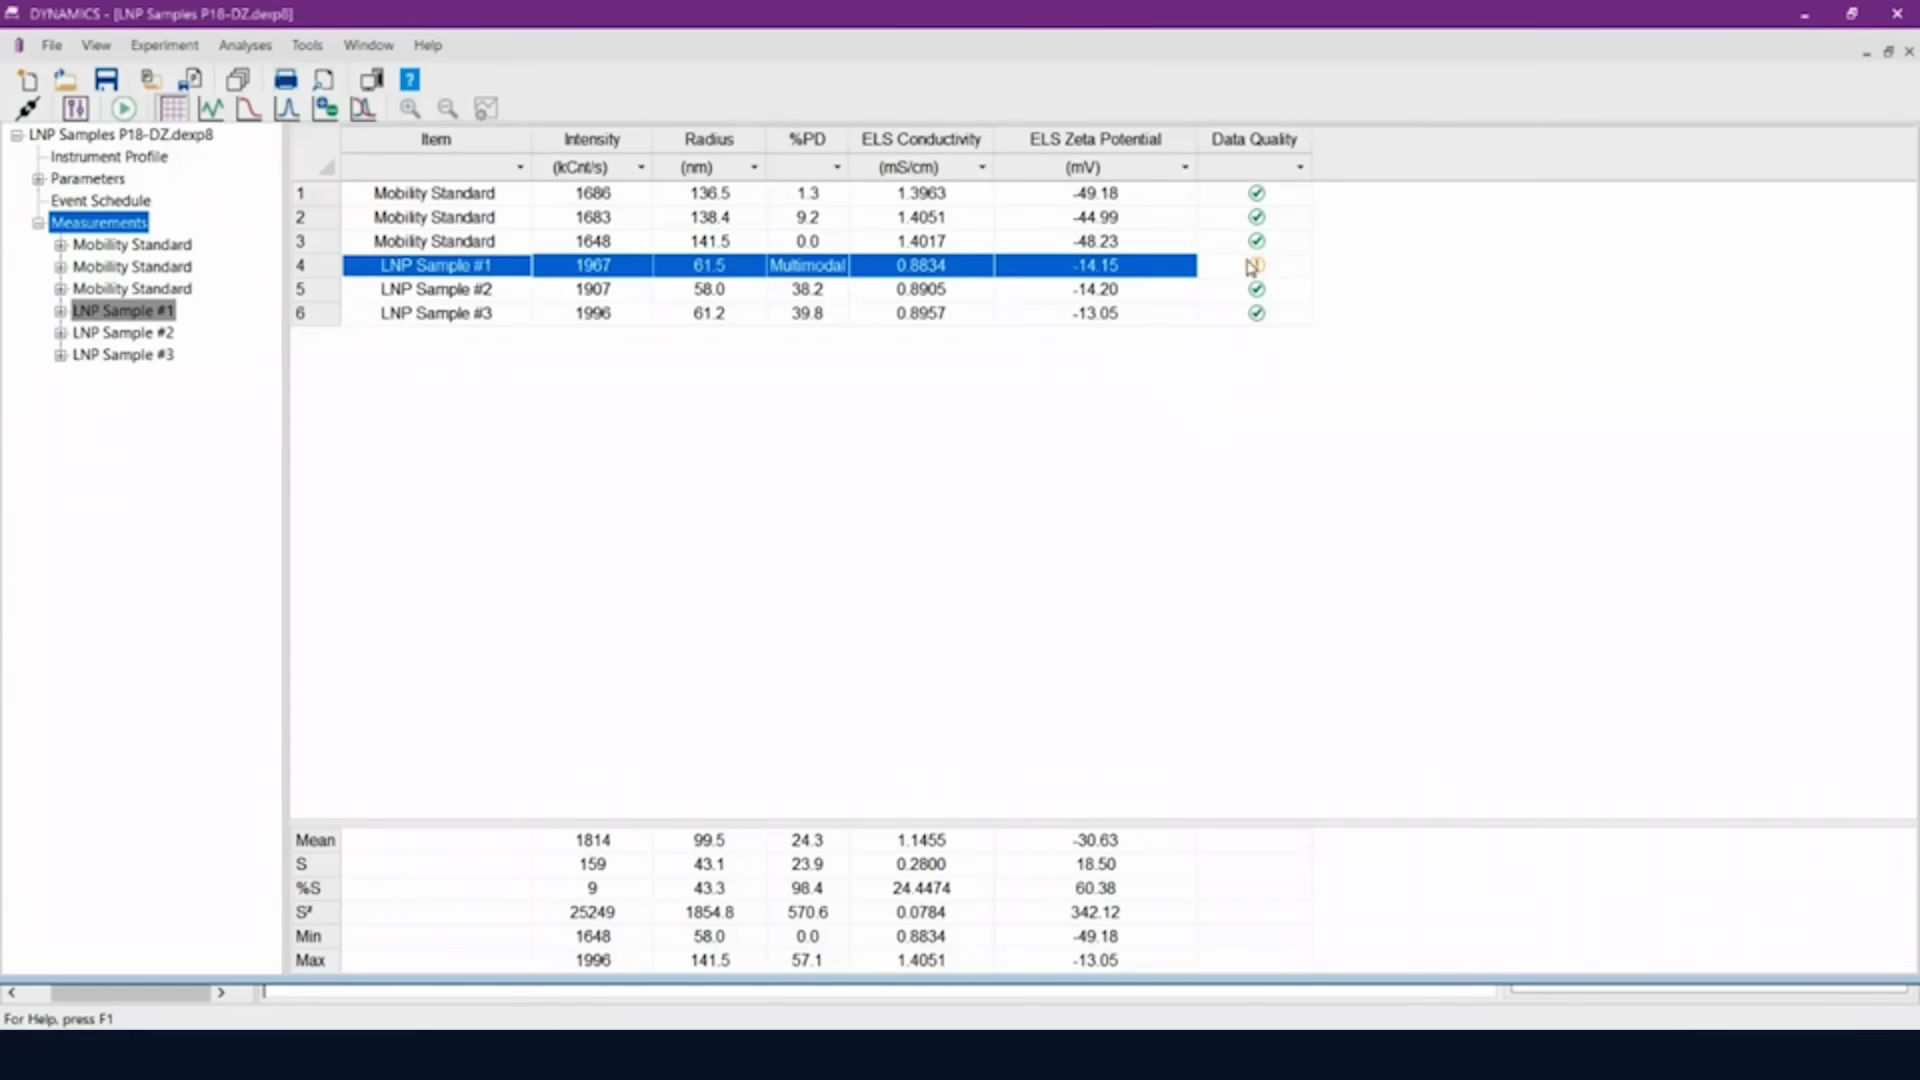 DYNAMICS - [LNP Samples P18-DZ.dexp8]
File View Experiment Analyses Tools Window Help
LNP Samples P18-DZ.dexp8
Instrument Profile
Parameters
Event Schedule
Measurements
Mobility Standard
Mobility Standard
Mobility Standard
LNP Sample #1
LNP Sample #2
LNP Sample #3
Item Intensity Radius %PD ELS Conductivity ELS Zeta Potential Data Quality
(kCnt/s) (nm) (mS/cm) (mV)
1 Mobility Standard 1686 136.5 1.3 1.3963 -49.18
2 Mobility Standard 1683 138.4 9.2 1.4051 -44.99
3 Mobility Standard 1648 141.5 0.0 1.4017 -48.23
4 LNP Sample #1 1967 61.5 Multimodal 0.8834 -14.15
5 LNP Sample #2 1907 58.0 38.2 0.8905 -14.20
6 LNP Sample #3 1996 61.2 39.8 0.8957 -13.05
Mean 1814 99.5 24.3 1.1455 -30.63
S 159 43.1 23.9 0.2800 18.50
%S 9 43.3 98.4 24.4474 60.38
S² 25249 1854.8 570.6 0.0784 342.12
Min 1648 58.0 0.0 0.8834 -49.18
Max 1996 141.5 57.1 1.4051 -13.05
For Help, press F1